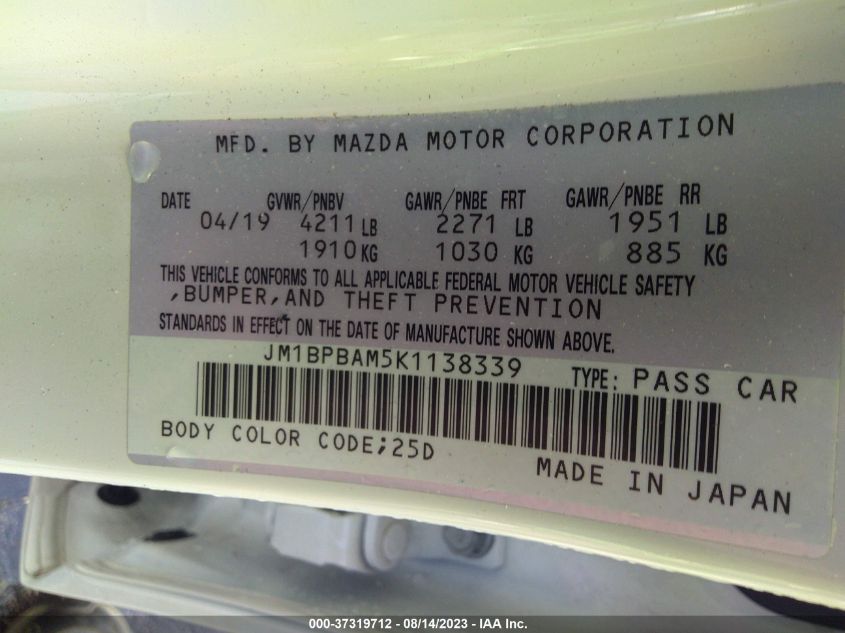 MFD. BY MAZDA MOTOR CORPORATION
DATE GVWR/PNBV GAWR/PNBE FRT GAWR/PNBE RR
04/19 4211 LB 2271 LB 1951 LB
1910 KG 1030 KG 885 KG
THIS VEHICLE CONFORMS TO ALL APPLICABLE FEDERAL MOTOR VEHICLE SAFETY
,BUMPER,AND THEFT PREVENTION
STANDARDS IN EFFECT ON THE DATE OF MANUFACTURE SHOWN ABOVE.
JM1BPBAM5K1138339 TYPE: PASS CAR
BODY COLOR CODE;25D
MADE IN JAPAN
000-37319712 - 08/14/2023 - IAA Inc.